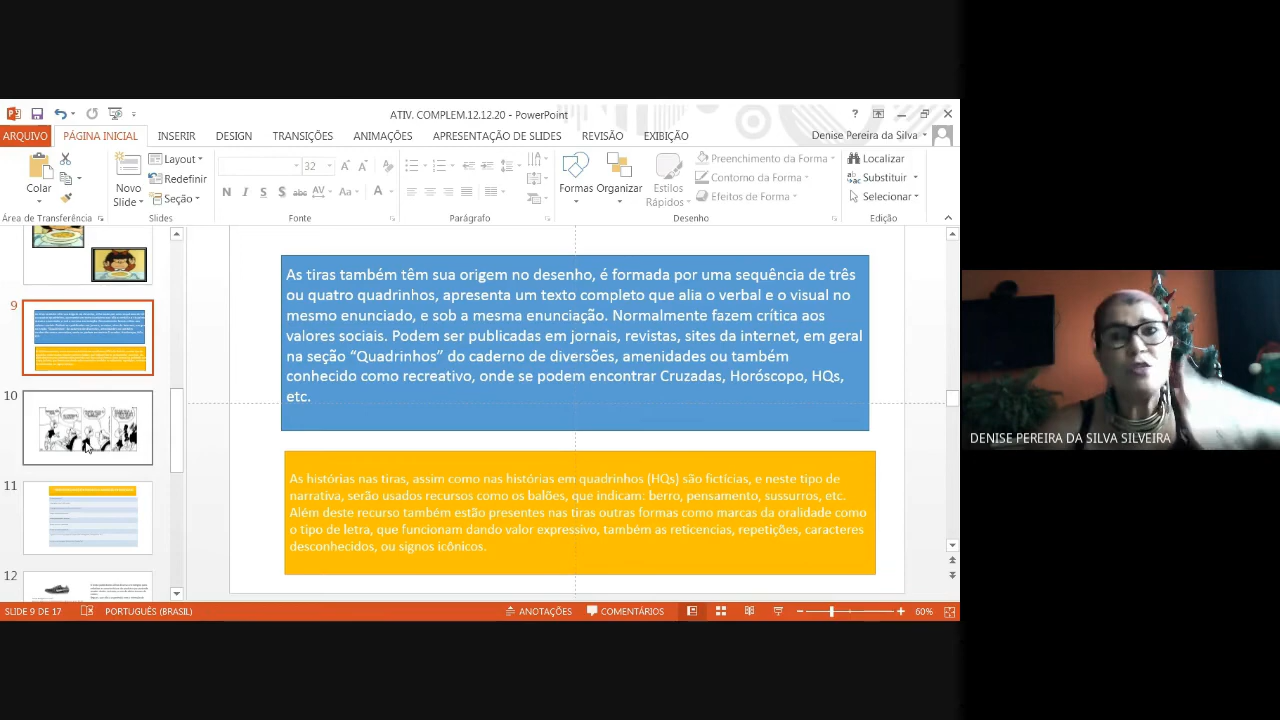 ATIV. COMPLEM.12.12.20 - PowerPoint
ARQUIVO PÁGINA INICIAL INSERIR DESIGN TRANSIÇÕES ANIMAÇÕES APRESENTAÇÃO DE SLIDES REVISÃO EXIBIÇÃO Denise Pereira da Silva
Colar
Novo Slide
Layout
Redefinir
Seção
32
N I S S abc AV Aa A
Formas
Organizar
Estilos Rápidos
Preenchimento da Forma
Contorno da Forma
Efeitos de Forma
Localizar
Substituir
Selecionar
Área de Transferência Slides Fonte Parágrafo Desenho Edição
9
10
11
12
As tiras também têm sua origem no desenho, é formada por uma sequência de três
ou quatro quadrinhos, apresenta um texto completo que alia o verbal e o visual no
mesmo enunciado, e sob a mesma enunciação. Normalmente fazem crítica aos
valores sociais. Podem ser publicadas em jornais, revistas, sites da internet, em geral
na seção “Quadrinhos” do caderno de diversões, amenidades ou também
conhecido como recreativo, onde se podem encontrar Cruzadas, Horóscopo, HQs,
etc.
As histórias nas tiras, assim como nas histórias em quadrinhos (HQs) são fictícias, e neste tipo de
narrativa, serão usados recursos como os balões, que indicam: berro, pensamento, sussurros, etc.
Além deste recurso também estão presentes nas tiras outras formas como marcas da oralidade como
o tipo de letra, que funcionam dando valor expressivo, também as reticencias, repetições, caracteres
desconhecidos, ou signos icônicos.
DENISE PEREIRA DA SILVA SILVEIRA
SLIDE 9 DE 17 PORTUGUÊS (BRASIL) ANOTAÇÕES COMENTÁRIOS 60%